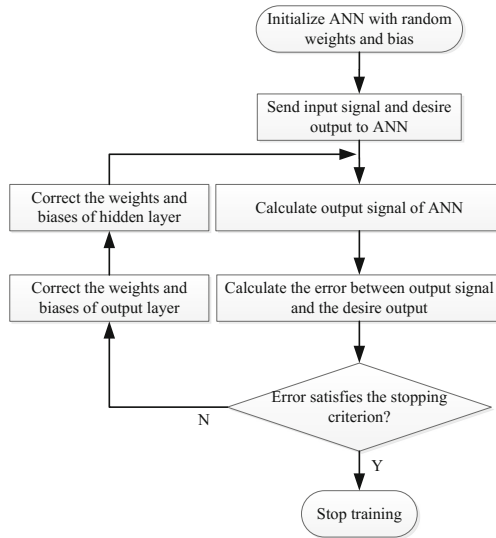 Initialize ANN with random
weights and bias
Send input signal and desire
output to ANN
Correct the weights and
biases of hidden layer
Calculate output signal of ANN
Correct the weights and
biases of output layer
Calculate the error between output signal
and the desire output
Error satisfies the stopping
criterion?
N
Y
Stop training